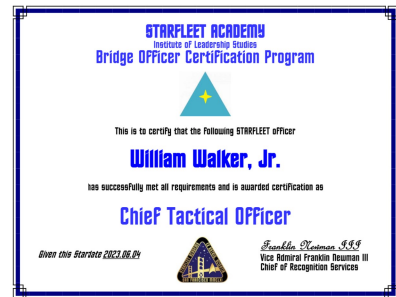 STARFLEET ACADEMY
Institute of Leadership Studies
Bridge Officer Certification Program
This is to certify that the following STARFLEET officer
William Walker, Jr.
has successfully met all requirements and is awarded certification as
Chief Tactical Officer
Given this Stardate 2023.06.04
Franklin Newman III
Vice Admiral Franklin Newman III
Chief of Recognition Services